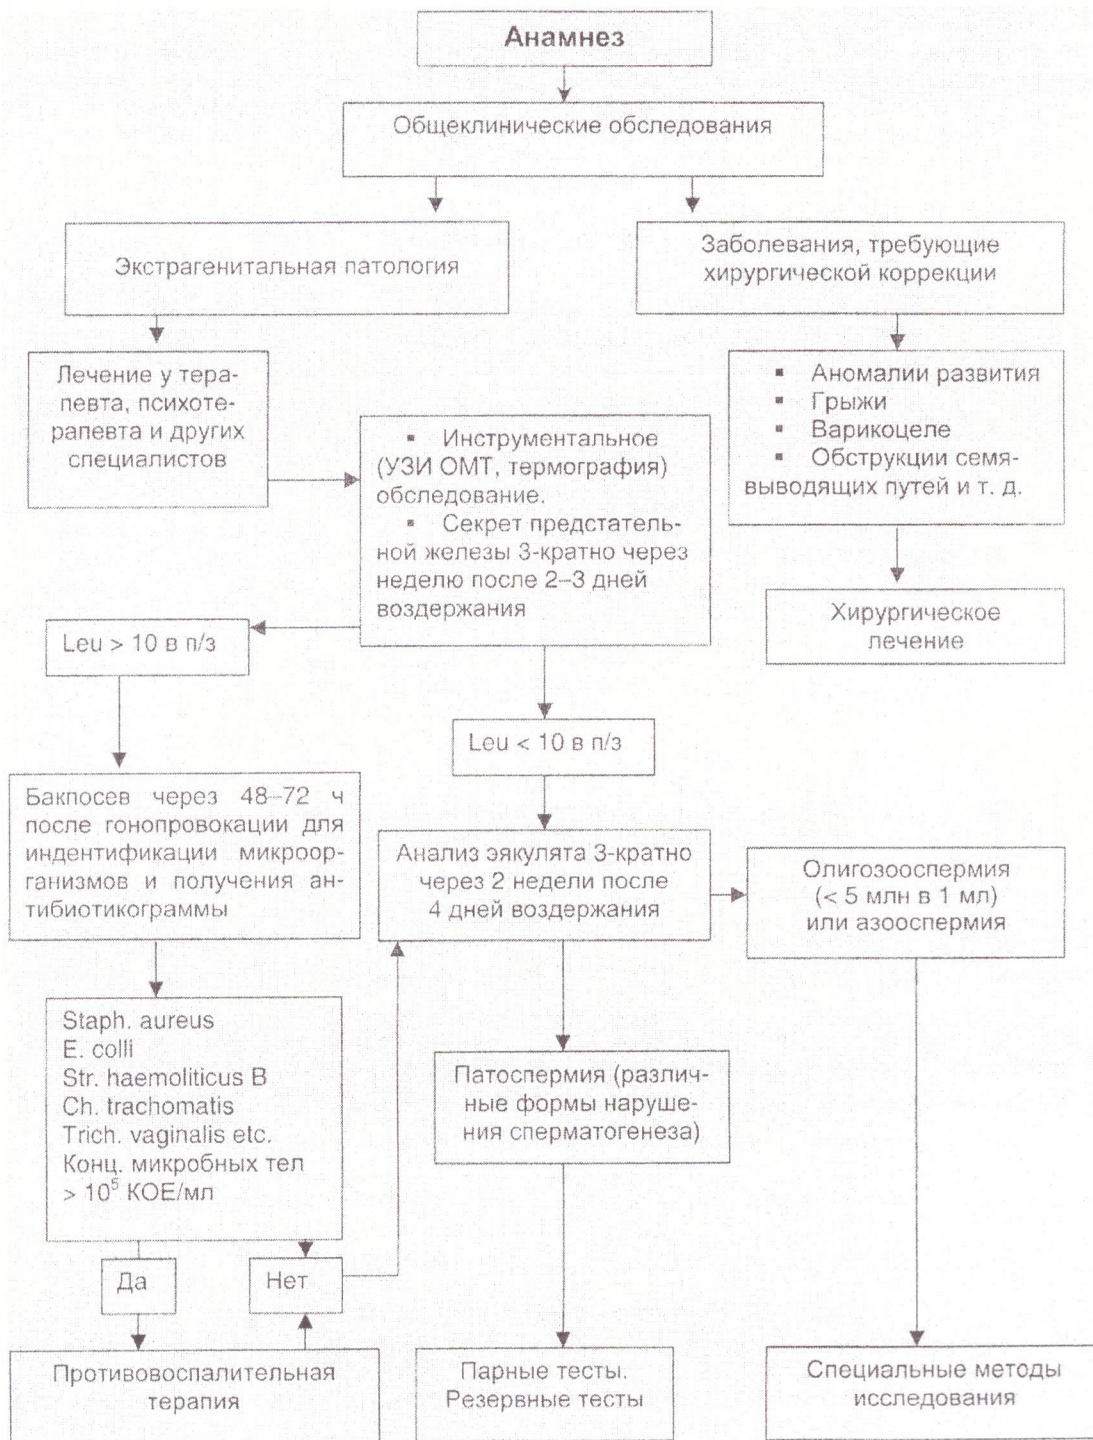 Анамнез
Общеклинические обследования
Экстрагенитальная патология
Заболевания, требующие
хирургической коррекции
Лечение у тера-
певта, психоте-
рапевта и других
специалистов
▪ Инструментальное
(УЗИ ОМТ, термография)
обследование.
▪ Секрет предстатель-
ной железы 3-кратно через
неделю после 2–3 дней
воздержания
▪ Аномалии развития
▪ Грыжи
▪ Варикоцеле
▪ Обструкции семя-
выводящих путей и т. д.
Хирургическое
лечение
Leu > 10 в п/з
Leu < 10 в п/з
Бакпосев через 48–72 ч
после гонопровокации для
индентификации микроор-
ганизмов и получения ан-
тибиотикограммы
Анализ эякулята 3-кратно
через 2 недели после
4 дней воздержания
Олигозооспермия
(< 5 млн в 1 мл)
или азооспермия
Staph. aureus
E. colli
Str. haemoliticus B
Ch. trachomatis
Trich. vaginalis etc.
Конц. микробных тел
> 10⁵ КОЕ/мл
Патоспермия (различ-
ные формы наруше-
ния сперматогенеза)
Да
Нет
Противовоспалительная
терапия
Парные тесты.
Резервные тесты
Специальные методы
исследования